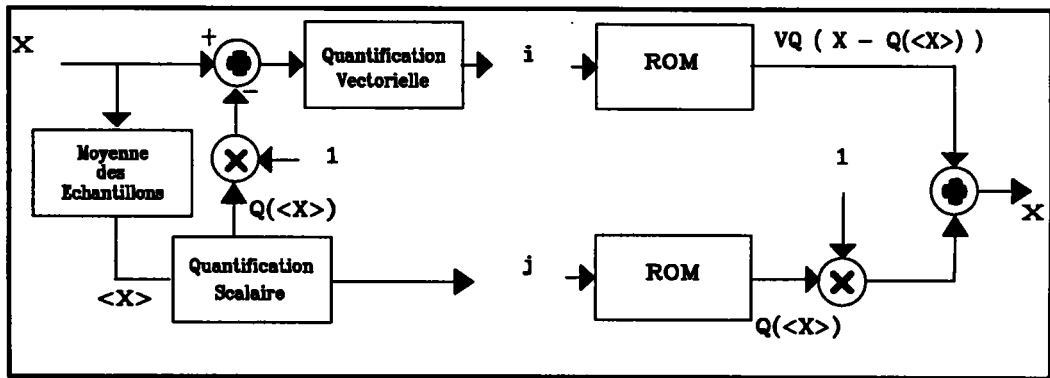 X
+
-
Quantification
Vectorielle
i
ROM
VQ ( X - Q(<X>) )
Moyenne
des
Echantillons
1
Q(<X>)
<X>
Quantification
Scalaire
j
ROM
Q(<X>)
1
X